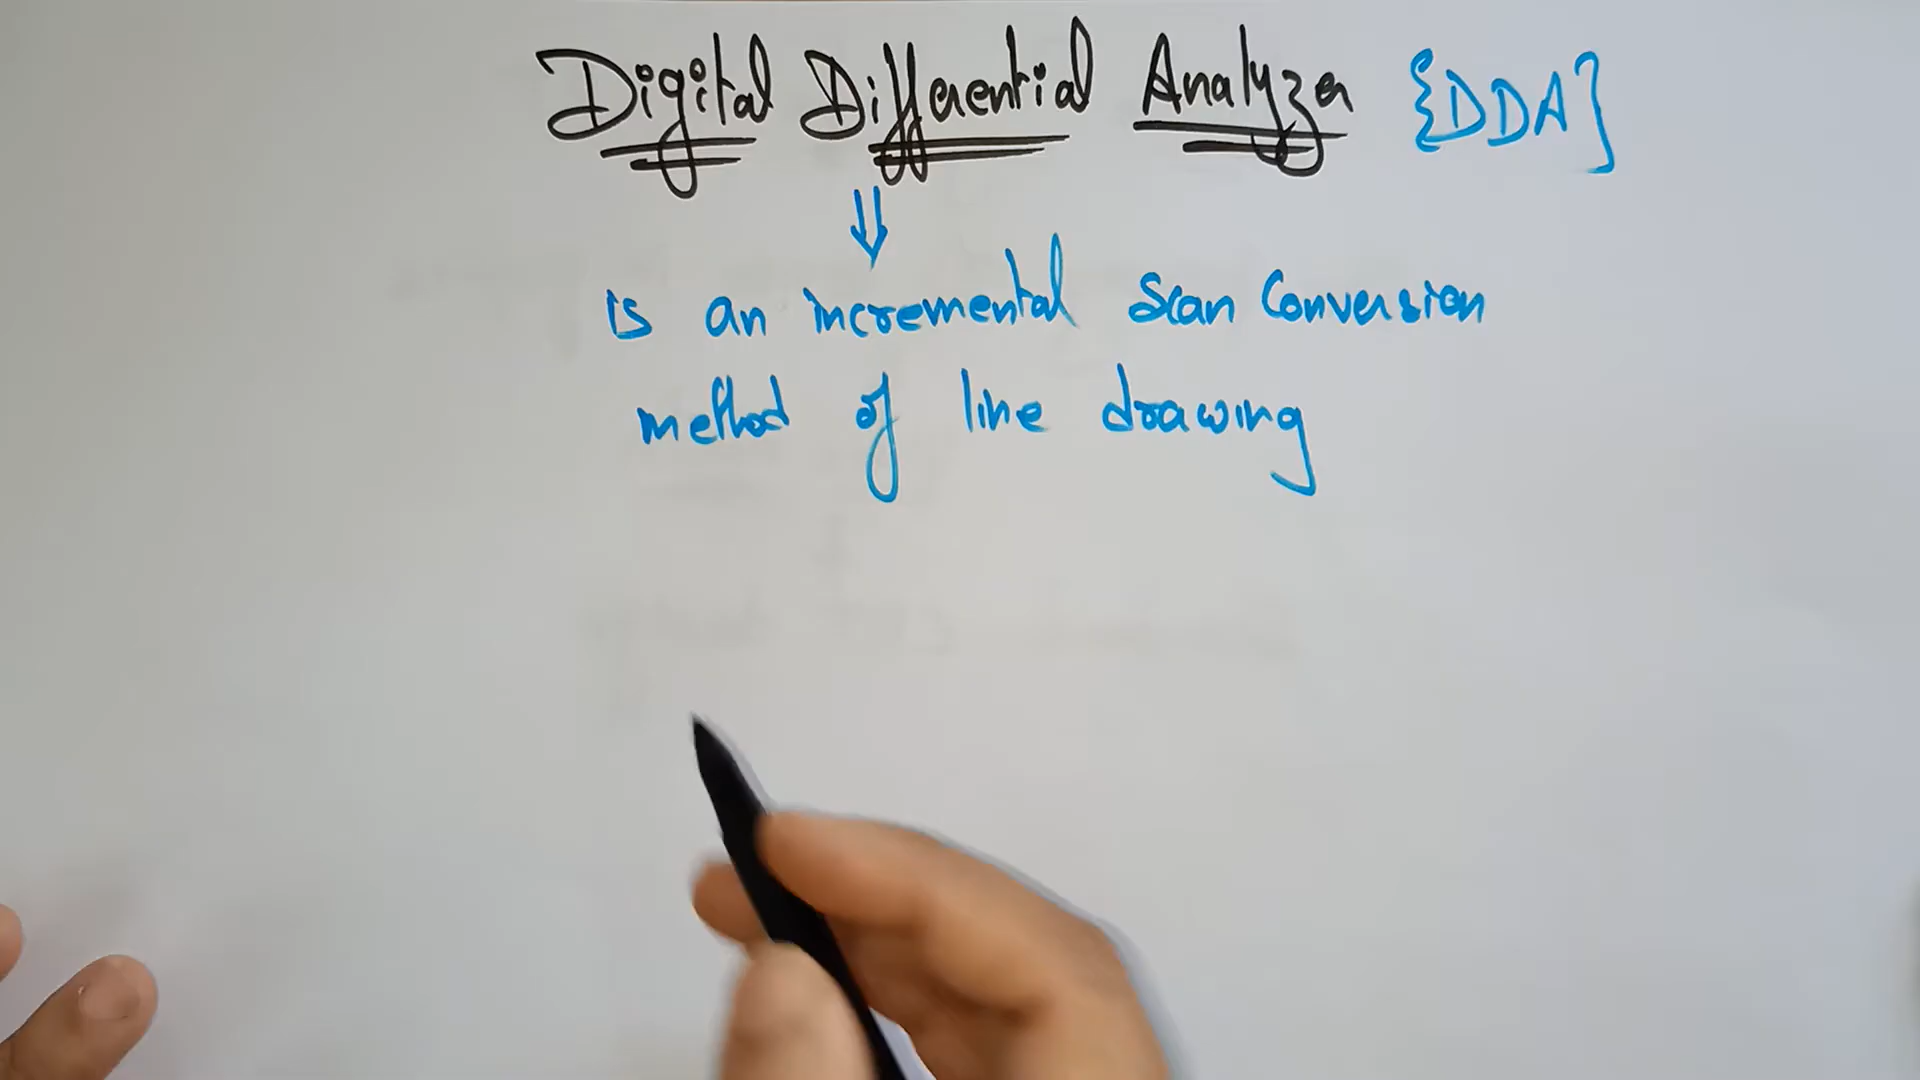 Digital Differential Analyzer {DDA}
is an incremental Scan Conversion
method of line drawing